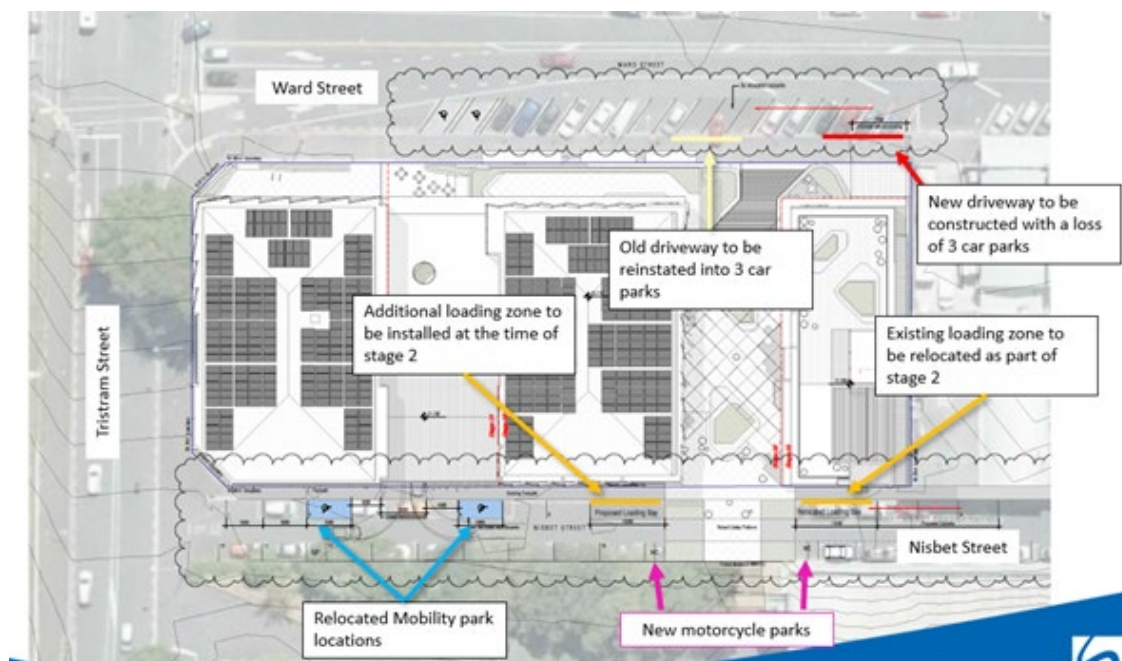 WARD STREET
Ward Street
New driveway to be
constructed with a loss
of 3 car parks
Old driveway to be
reinstated into 3 car
parks
Additional loading zone to
be installed at the time of
stage 2
Existing loading zone to
be relocated as part of
stage 2
Tristram Street
Proposed Loading Bay
Relocated Loading Bay
NISBET STREET
Nisbet Street
Relocated Mobility park
locations
New motorcycle parks